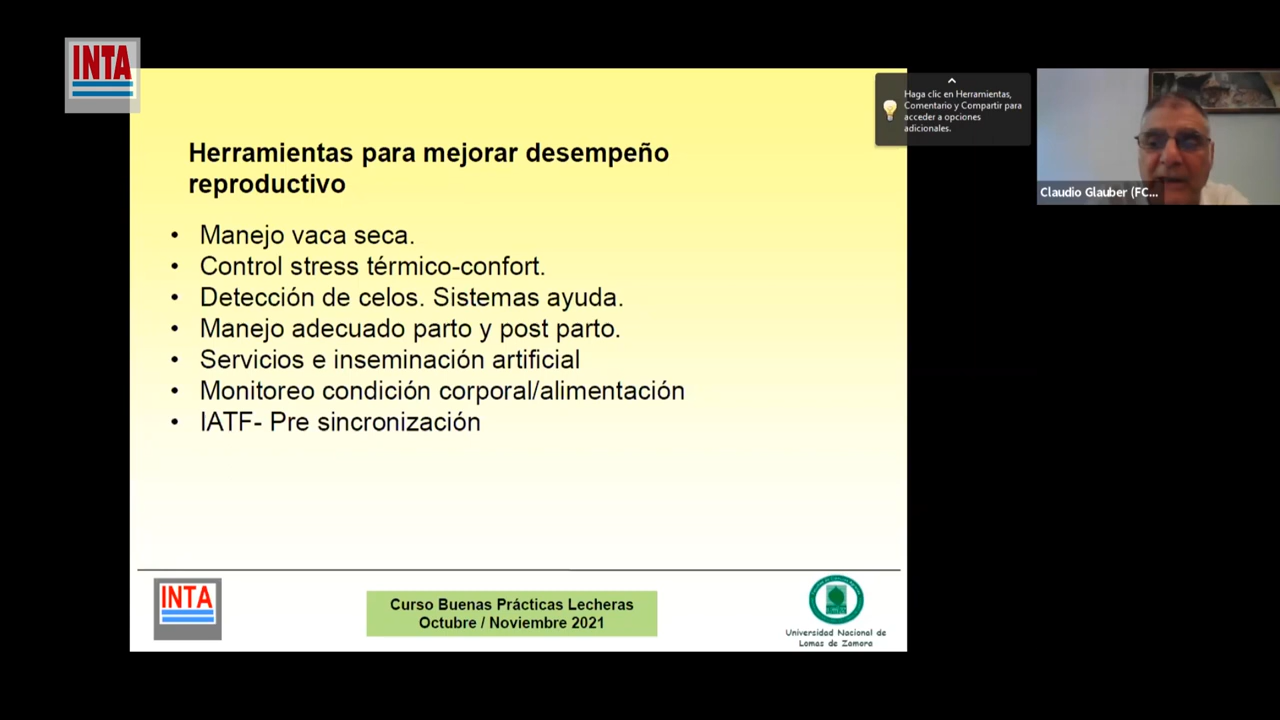 INTA
Herramientas para mejorar desempeño
reproductivo
• Manejo vaca seca.
• Control stress térmico-confort.
• Detección de celos. Sistemas ayuda.
• Manejo adecuado parto y post parto.
• Servicios e inseminación artificial
• Monitoreo condición corporal/alimentación
• IATF- Pre sincronización
INTA
Curso Buenas Prácticas Lecheras
Octubre / Noviembre 2021
Universidad Nacional de
Lomas de Zamora
Haga clic en Herramientas,
Comentario y Compartir para
acceder a opciones
adicionales.
Claudio Glauber (FC...